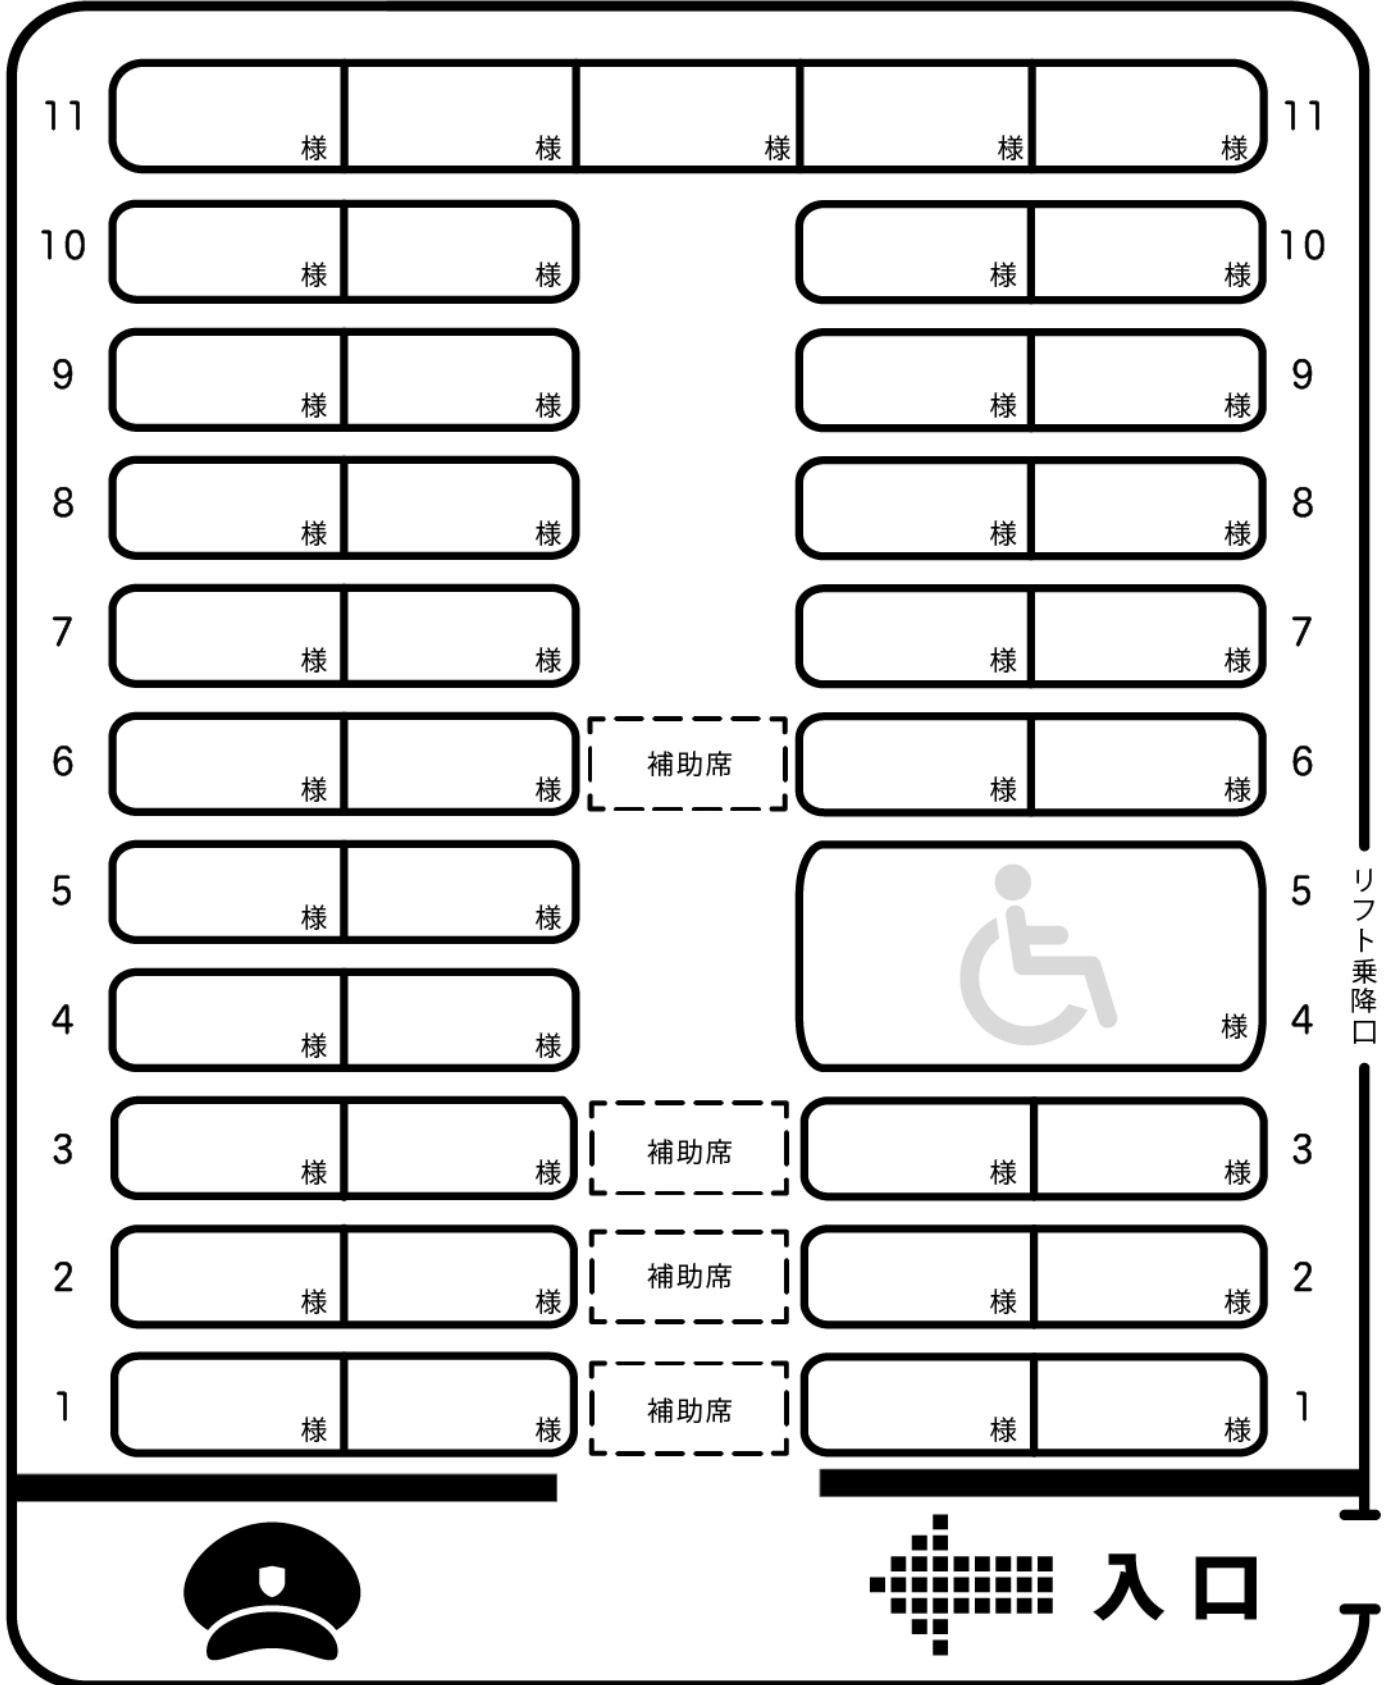 11 様 様 様 様 様 11
10 様 様 様 様 10
9 様 様 様 様 9
8 様 様 様 様 8
7 様 様 様 様 7
6 様 様 補助席 様 様 6
5 様 様 5
4 様 様 様 4
リフト乗降口
3 様 様 補助席 様 様 3
2 様 様 補助席 様 様 2
1 様 様 補助席 様 様 1
入口